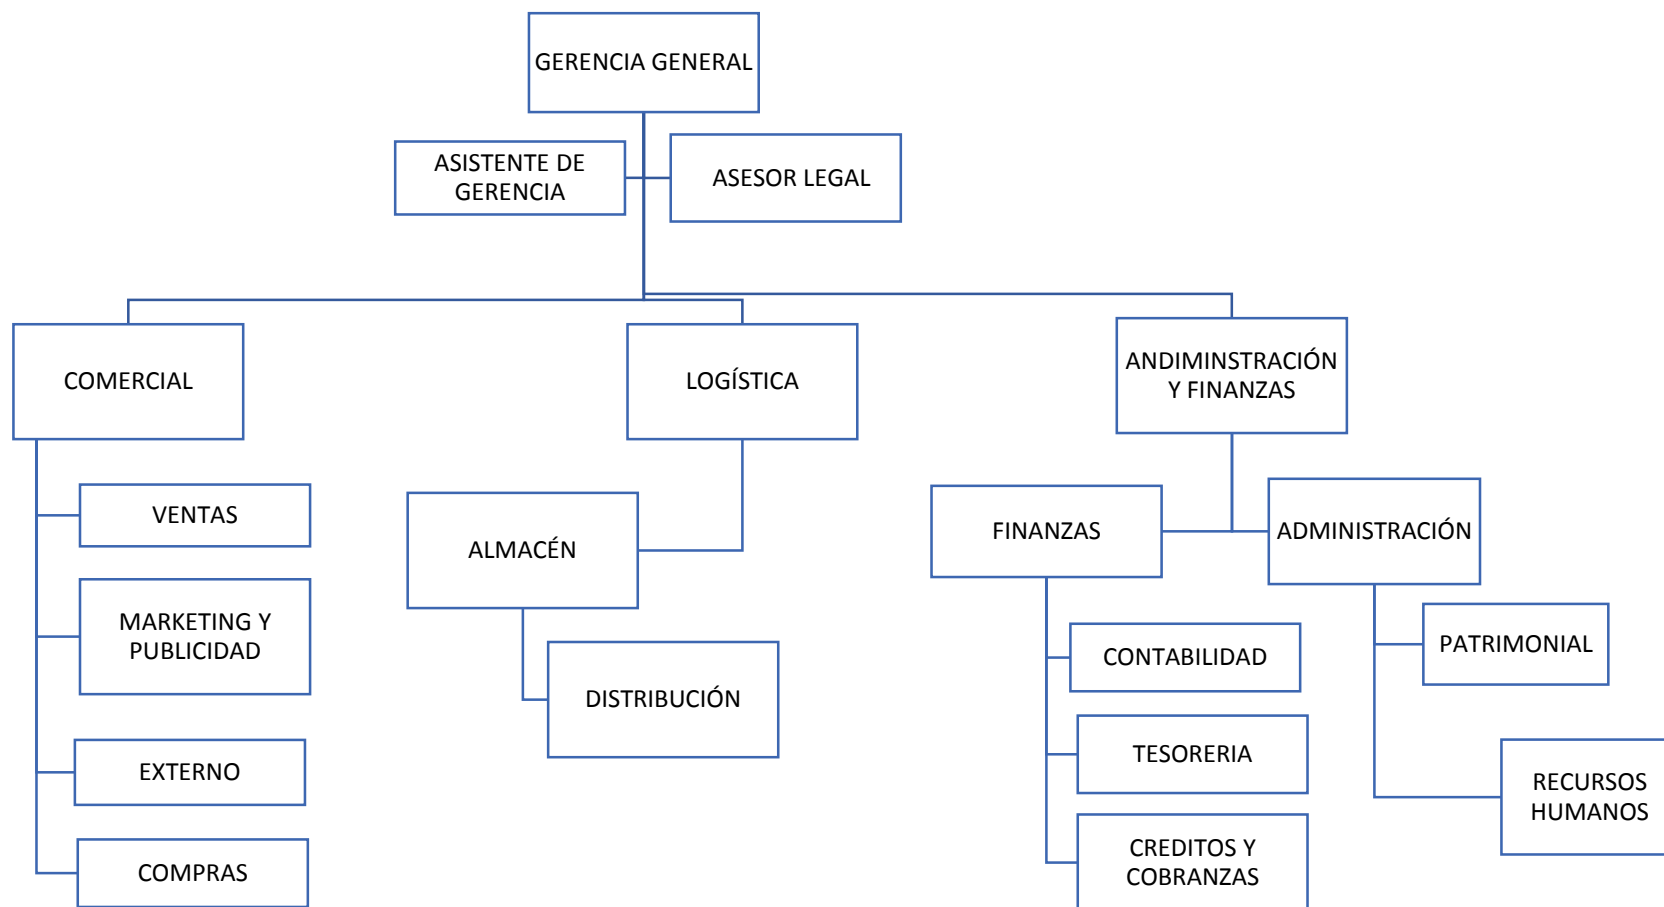 GERENCIA GENERAL
ASISTENTE DE
GERENCIA
ASESOR LEGAL
COMERCIAL
LOGÍSTICA
ANDIMINSTRACIÓN
Y FINANZAS
VENTAS
MARKETING Y
PUBLICIDAD
EXTERNO
COMPRAS
ALMACÉN
DISTRIBUCIÓN
FINANZAS
ADMINISTRACIÓN
CONTABILIDAD
TESORERIA
CREDITOS Y
COBRANZAS
PATRIMONIAL
RECURSOS
HUMANOS